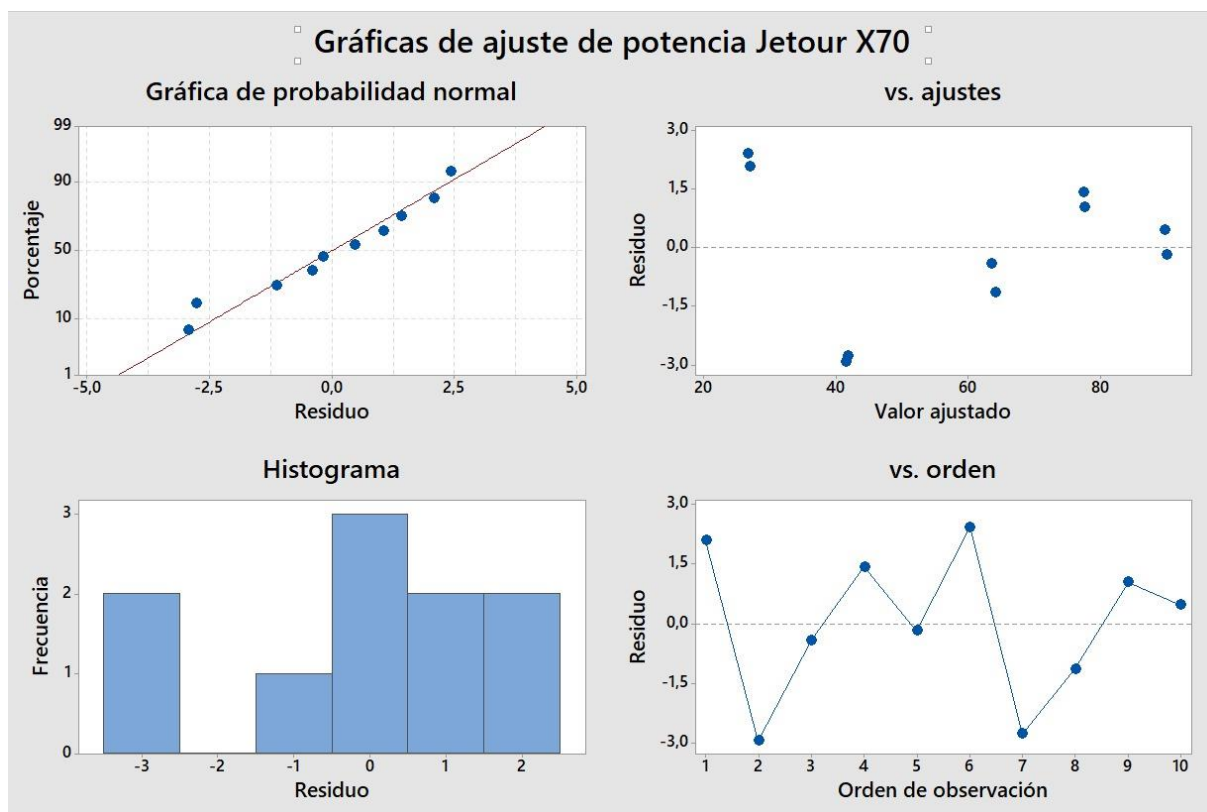 Gráficas de ajuste de potencia Jetour X70
Gráfica de probabilidad normal
99
90
50
10
1
Porcentaje
-5,0 -2,5 0,0 2,5 5,0
Residuo
vs. ajustes
3,0
1,5
0,0
-1,5
-3,0
Residuo
20 40 60 80
Valor ajustado
Histograma
3
2
1
0
Frecuencia
-3 -2 -1 0 1 2
Residuo
vs. orden
3,0
1,5
0,0
-1,5
-3,0
Residuo
1 2 3 4 5 6 7 8 9 10
Orden de observación